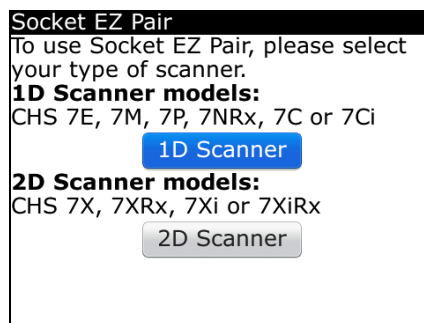 Socket EZ Pair
To use Socket EZ Pair, please select
your type of scanner.
1D Scanner models:
CHS 7E, 7M, 7P, 7NRx, 7C or 7Ci
1D Scanner
2D Scanner models:
CHS 7X, 7XRx, 7Xi or 7XiRx
2D Scanner